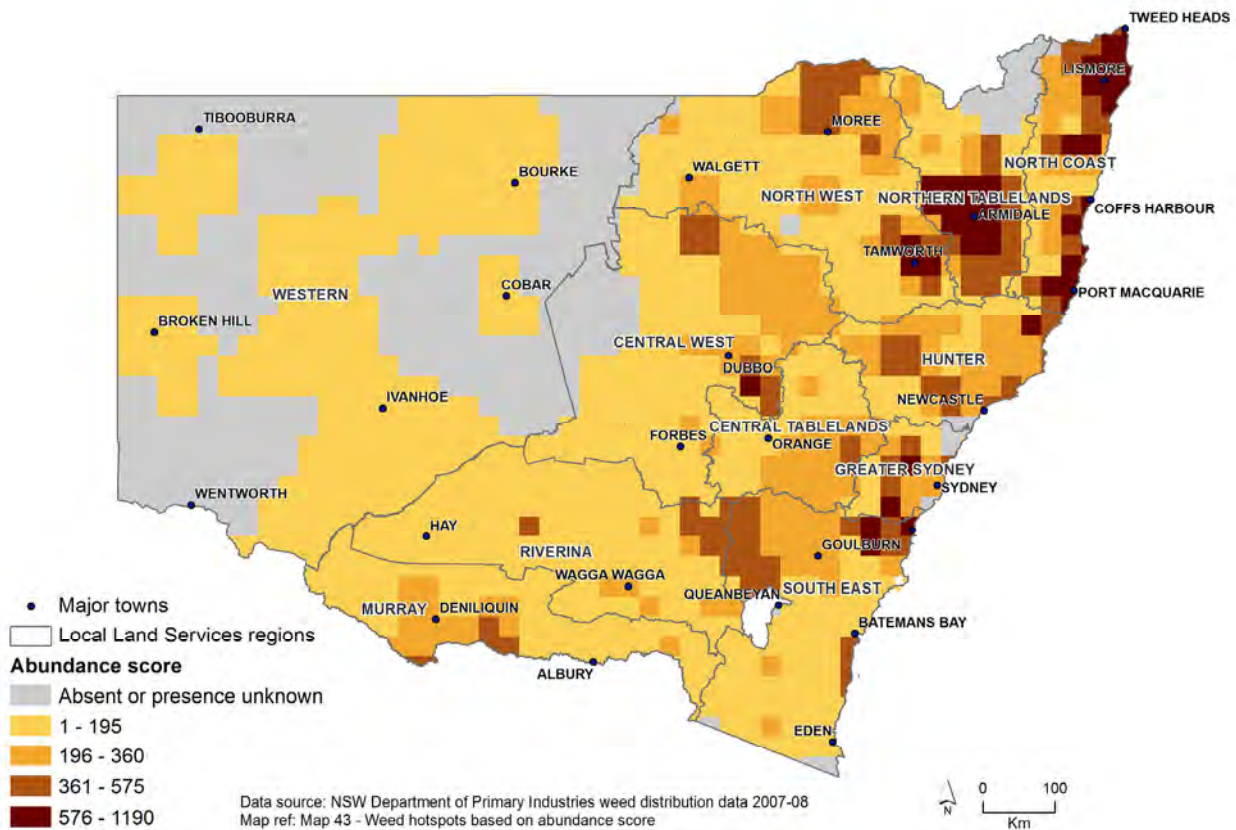 TWEED HEADS
LISMORE
TIBOOBURRA
MOREE
BOURKE
WALGETT
NORTH COAST
NORTH WEST
NORTHERN TABLELANDS
ARMIDALE
COFFS HARBOUR
TAMWORTH
WESTERN
COBAR
PORT MACQUARIE
BROKEN HILL
CENTRAL WEST
HUNTER
DUBBO
IVANHOE
NEWCASTLE
FORBES
CENTRAL TABLELANDS
ORANGE
GREATER SYDNEY
SYDNEY
WENTWORTH
HAY
RIVERINA
GOULBURN
WAGGA WAGGA
SOUTH EAST
QUEANBEYAN
MURRAY
DENILIQUIN
BATEMANS BAY
ALBURY
EDEN
Major towns
Local Land Services regions
Abundance score
Absent or presence unknown
1 - 195
196 - 360
361 - 575
576 - 1190
Data source: NSW Department of Primary Industries weed distribution data 2007-08
Map ref: Map 43 - Weed hotspots based on abundance score
N
0 100
Km